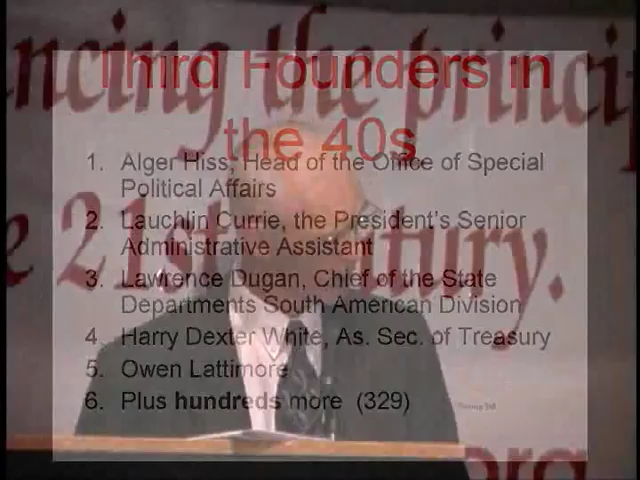 ncing the princip
Third Founders in
the 40s
1. Alger Hiss, Head of the Office of Special
Political Affairs
2. Lauchlin Currie, the President's Senior
Administrative Assistant
3. Lawrence Dugan, Chief of the State
Departments South American Division
4. Harry Dexter White, As. Sec. of Treasury
5. Owen Lattimore
6. Plus hundreds more (329)
e 21st century.
org